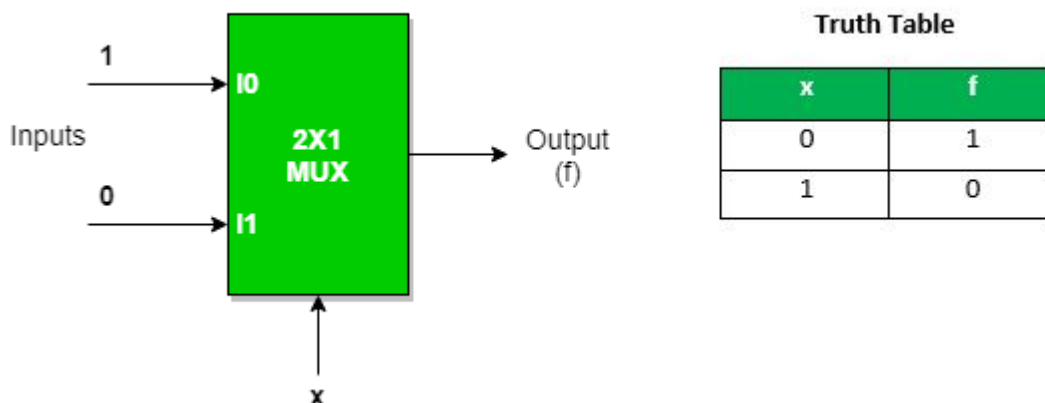 1
Inputs
0
I0
2X1
MUX
I1
x
Output
(f)
Truth Table
x f
0 1
1 0